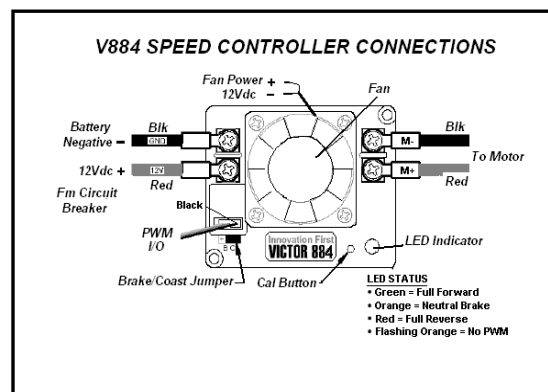 V884 SPEED CONTROLLER CONNECTIONS
Fan Power +
12Vdc -
Fan
Battery
Negative -
Blk
GND
12Vdc +
12V
Red
Fm Circuit
Breaker
Black
PWM
I/O
B C
Brake/Coast Jumper
Innovation First
VICTOR 884
Cal Button
M-
Blk
To Motor
M+
Red
LED Indicator
LED STATUS
• Green = Full Forward
• Orange = Neutral Brake
• Red = Full Reverse
• Flashing Orange = No PWM